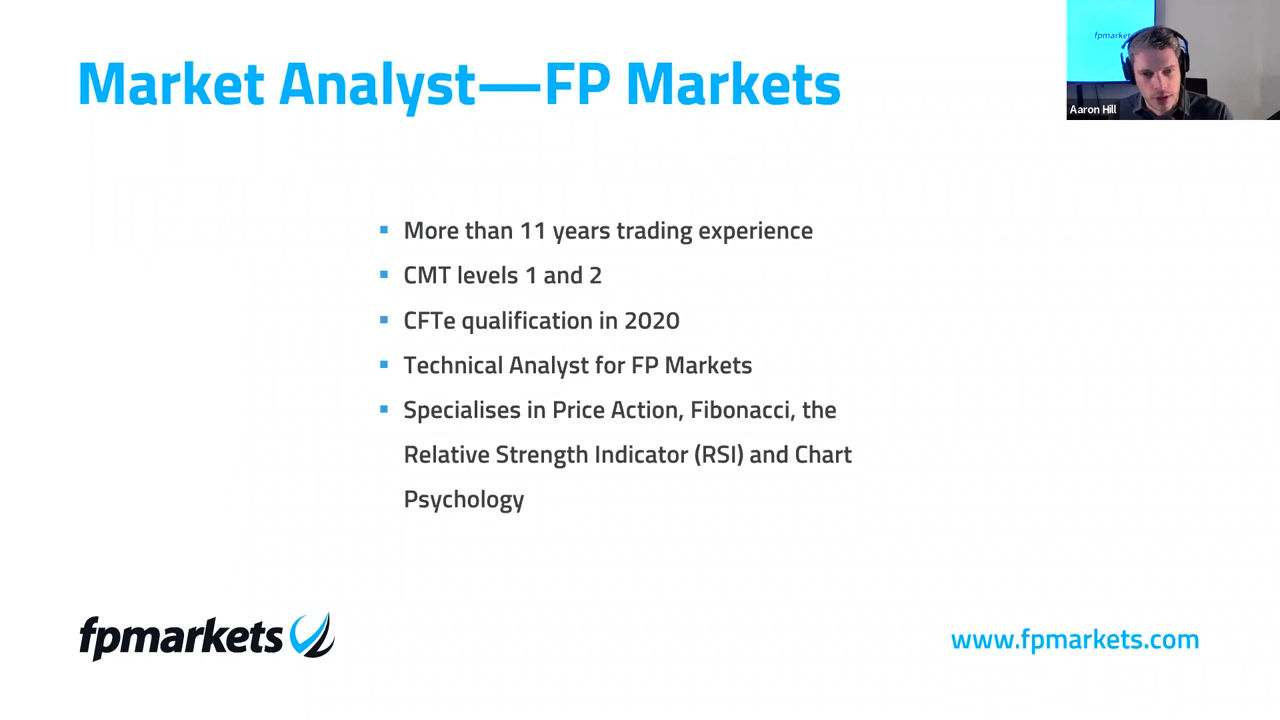 Market Analyst—FP Markets
fpmarkets
Aaron Hill
More than 11 years trading experience
CMT levels 1 and 2
CFTe qualification in 2020
Technical Analyst for FP Markets
Specialises in Price Action, Fibonacci, the
Relative Strength Indicator (RSI) and Chart
Psychology
fpmarkets
www.fpmarkets.com